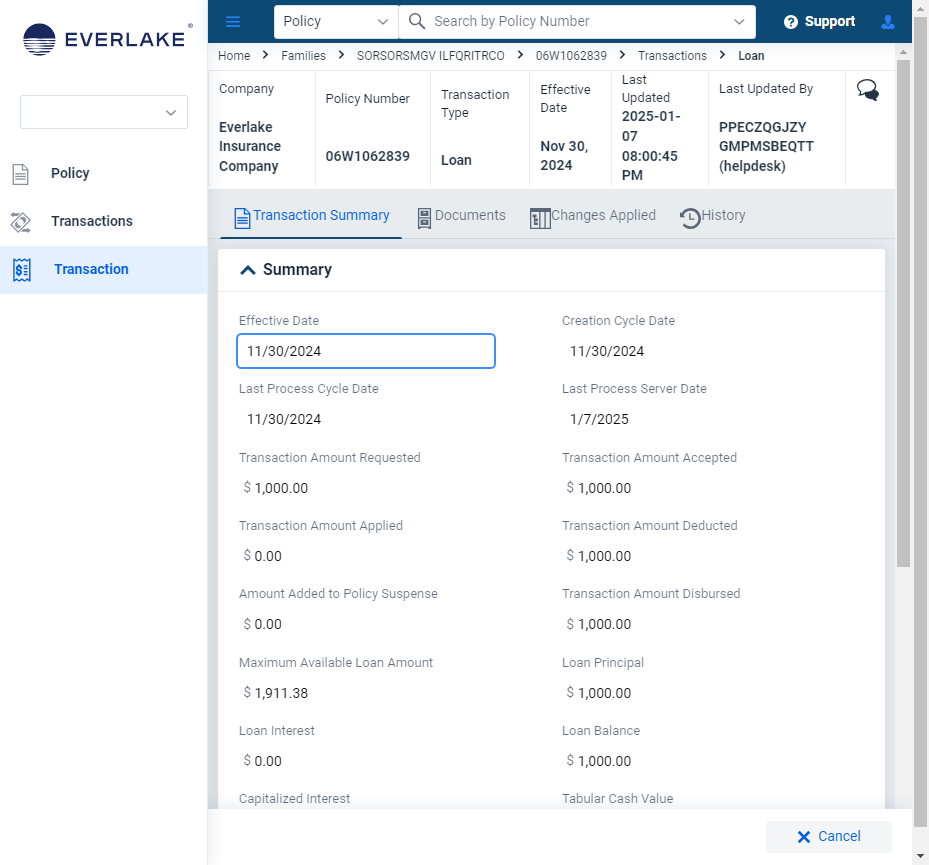 EVERLAKE®
Policy
Search by Policy Number
Support
Home
Families
SORSORSMGV ILFQRITRCO
06W1062839
Transactions
Loan
Company
Everlake
Insurance
Company
Policy Number
06W1062839
Transaction
Type
Loan
Effective
Date
Nov 30,
2024
Last
Updated
2025-01-
07
08:00:45
PM
Last Updated By
PPECZQGJZY
GMPMSBEQTT
(helpdesk)
Policy
Transactions
Transaction
Transaction Summary
Documents
Changes Applied
History
Summary
Effective Date
11/30/2024
Creation Cycle Date
11/30/2024
Last Process Cycle Date
11/30/2024
Last Process Server Date
1/7/2025
Transaction Amount Requested
$ 1,000.00
Transaction Amount Accepted
$ 1,000.00
Transaction Amount Applied
$ 0.00
Transaction Amount Deducted
$ 1,000.00
Amount Added to Policy Suspense
$ 0.00
Transaction Amount Disbursed
$ 1,000.00
Maximum Available Loan Amount
$ 1,911.38
Loan Principal
$ 1,000.00
Loan Interest
$ 0.00
Loan Balance
$ 1,000.00
Capitalized Interest
Tabular Cash Value
Cancel